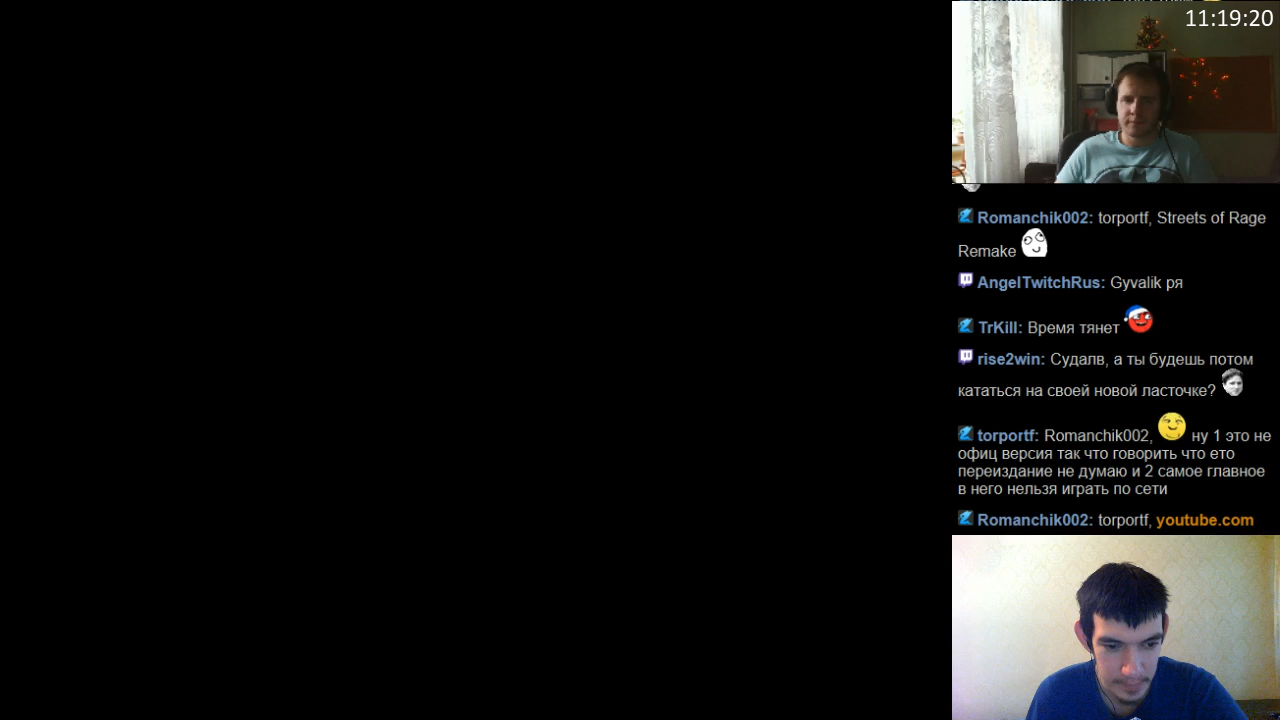 11:19:20
Romanchik002: torportf, Streets of Rage
Remake
AngelTwitchRus: Gyvalik ря
TrKill: Время тянет
rise2win: Судалв, а ты будешь потом
кататься на своей новой ласточке?
torportf: Romanchik002, ну 1 это не
офиц версия так что говорить что ето
переиздание не думаю и 2 самое главное
в него нельзя играть по сети
Romanchik002: torportf, youtube.com